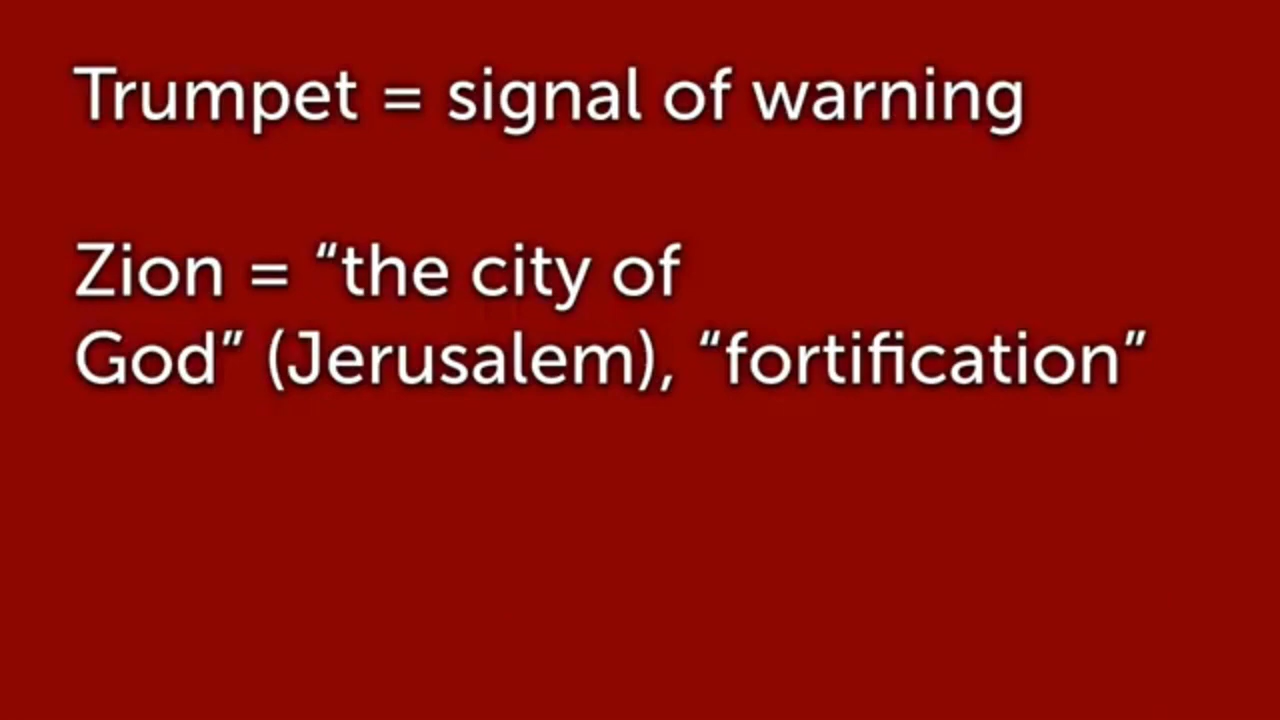 Trumpet = signal of warning
Zion = “the city of
God” (Jerusalem), “fortification”